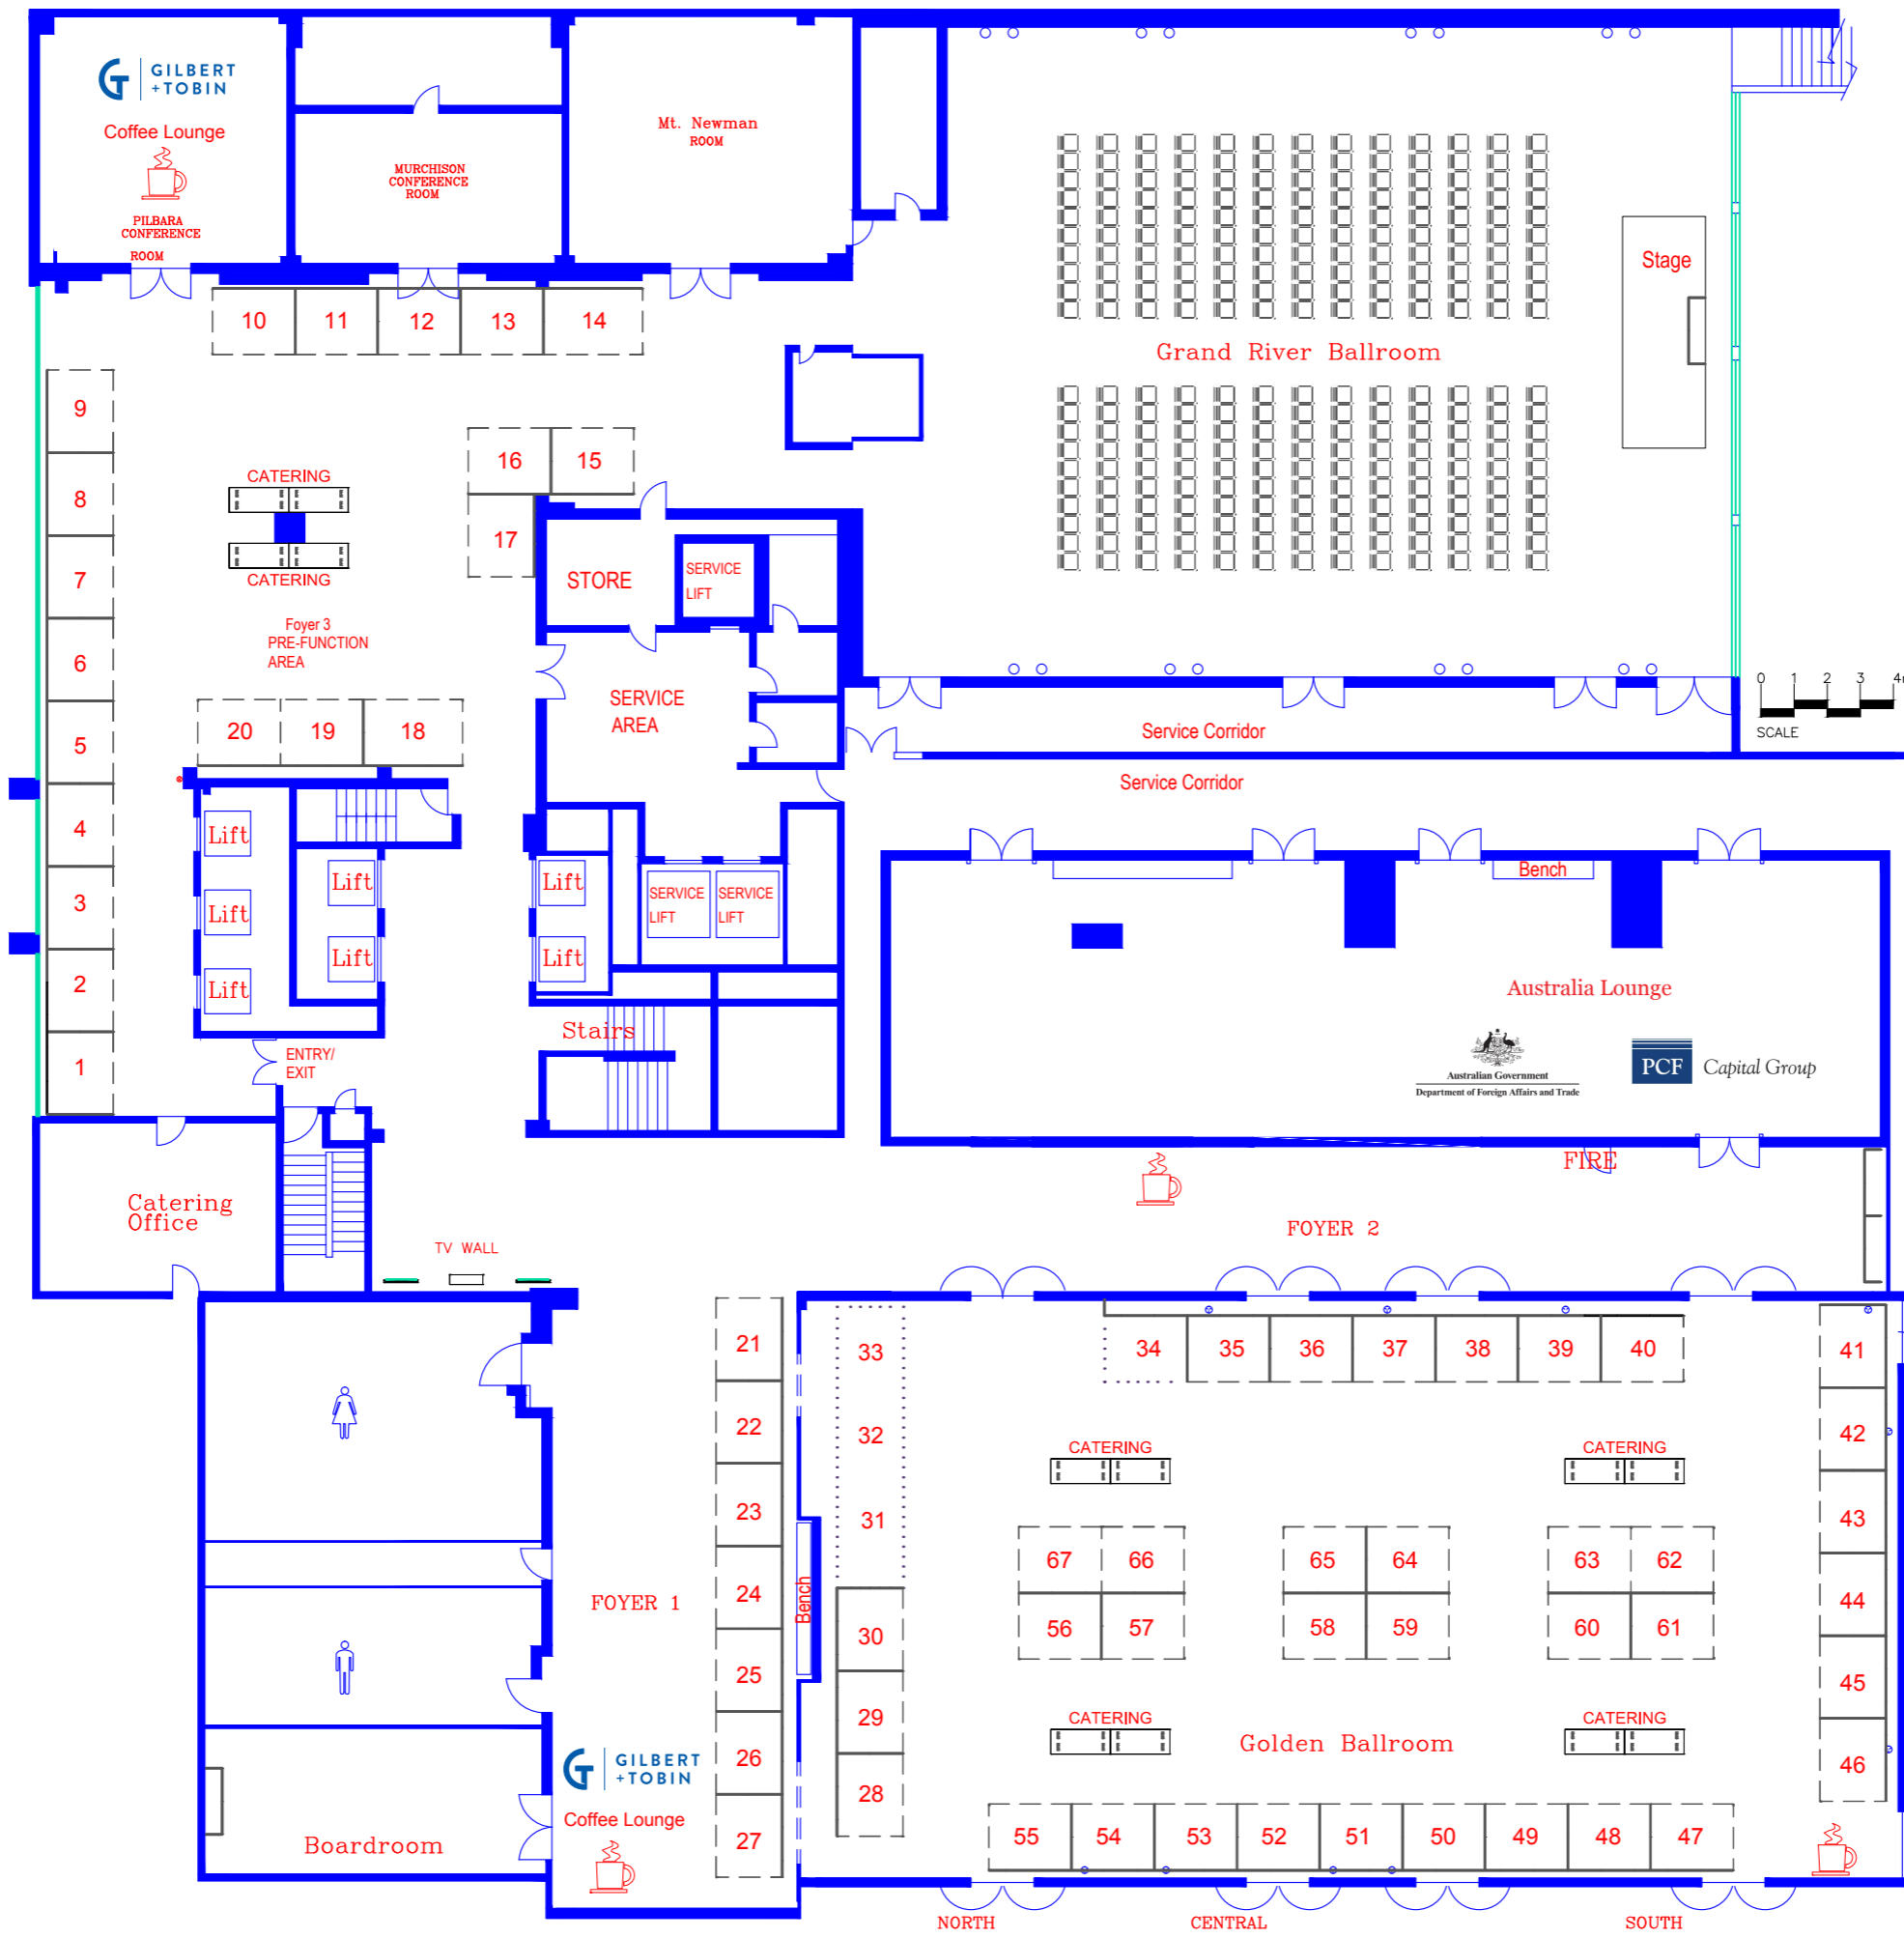 GILBERT
+TOBIN
Coffee Lounge
PILBARA
CONFERENCE
ROOM
MURCHISON
CONFERENCE
ROOM
Mt. Newman
ROOM
Stage
Grand River Ballroom
10
11
12
13
14
9
8
7
6
5
4
3
2
1
16
15
17
CATERING
CATERING
Foyer 3
PRE-FUNCTION
AREA
20
19
18
STORE
SERVICE
LIFT
SERVICE
AREA
Service Corridor
Service Corridor
0 1 2 3 4
SCALE
Lift
Lift
Lift
Lift
Lift
Lift
Lift
SERVICE
LIFT
SERVICE
LIFT
Stairs
ENTRY/
EXIT
Bench
Australia Lounge
Australian Government
Department of Foreign Affairs and Trade
PCF Capital Group
FIRE
FOYER 2
Catering
Office
TV WALL
21
22
23
24
25
26
27
FOYER 1
Bench
33
32
31
30
29
28
34
35
36
37
38
39
40
41
42
43
44
45
46
CATERING
CATERING
67
66
65
64
63
62
56
57
58
59
60
61
CATERING
CATERING
Golden Ballroom
55
54
53
52
51
50
49
48
47
GILBERT
+TOBIN
Coffee Lounge
Boardroom
NORTH
CENTRAL
SOUTH